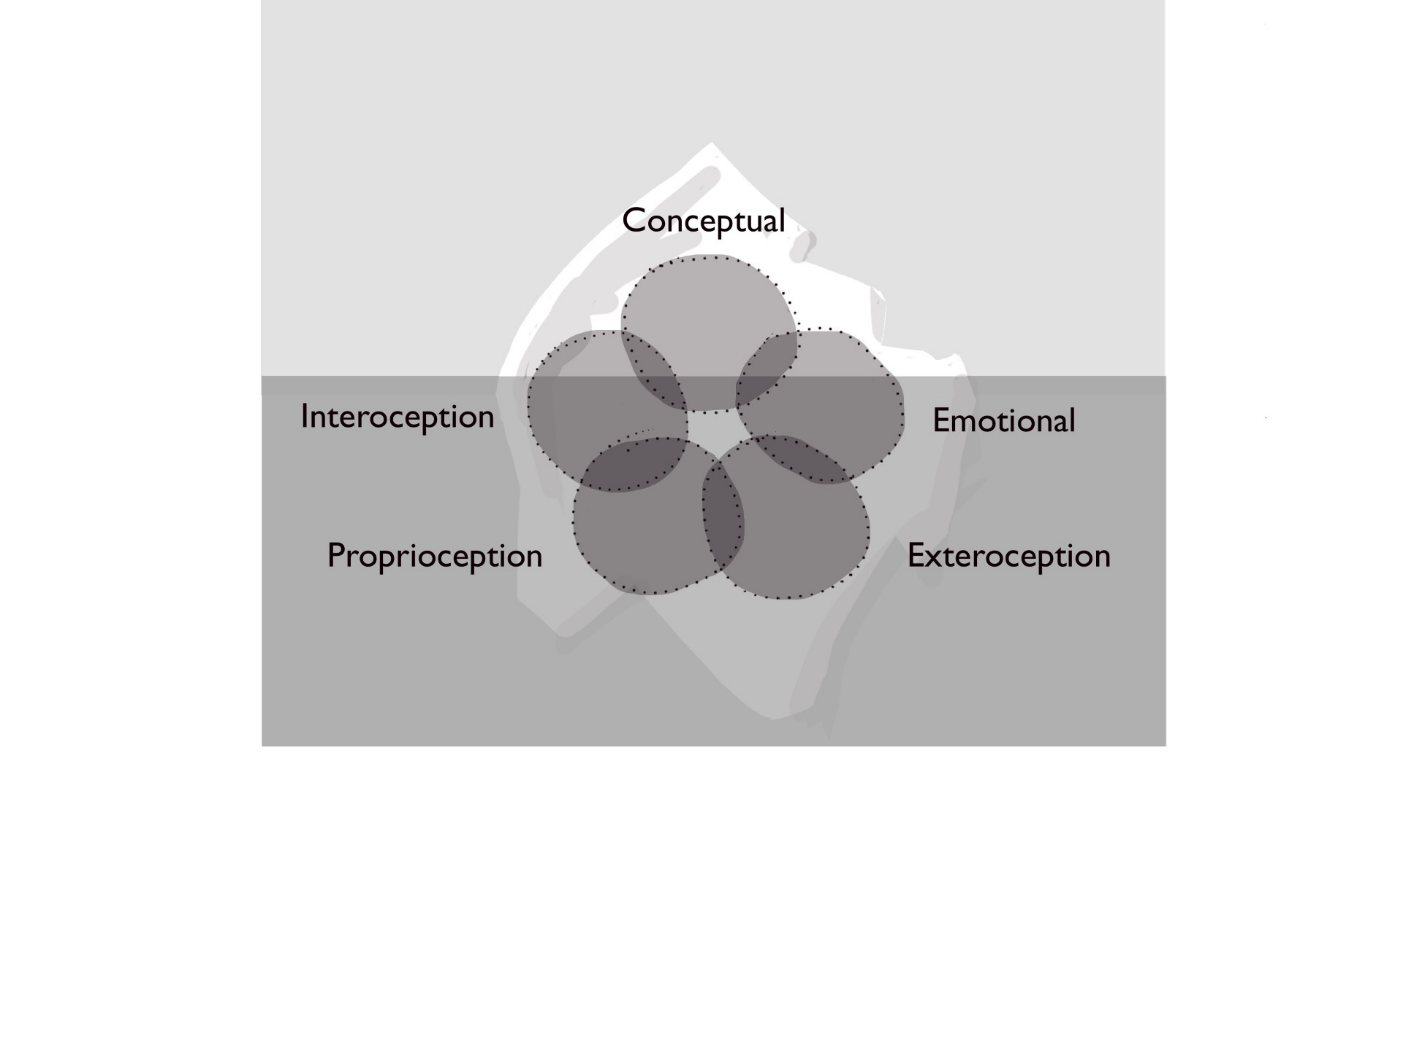 Conceptual
Interoception
Emotional
Proprioception
Exteroception